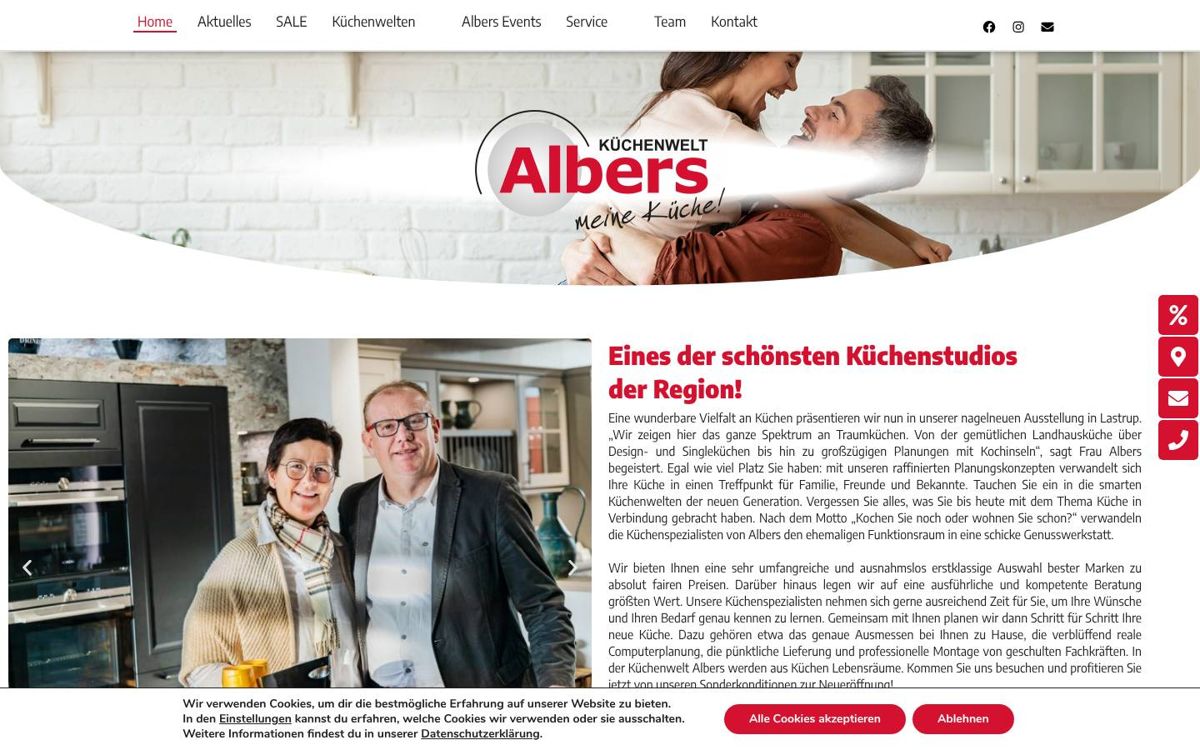 Home Aktuelles SALE Küchenwelten Albers Events Service Team Kontakt
KÜCHENWELT
Albers
meine Küche!
Eines der schönsten Küchenstudios
der Region!
Eine wunderbare Vielfalt an Küchen präsentieren wir nun in unserer nagelneuen Ausstellung in Lastrup.
„Wir zeigen hier das ganze Spektrum an Traumküchen. Von der gemütlichen Landhausküche über
Design- und Singleküchen bis hin zu großzügigen Planungen mit Kochinseln“, sagt Frau Albers
begeistert. Egal wie viel Platz Sie haben: mit unseren raffinierten Planungskonzepten verwandelt sich
Ihre Küche in einen Treffpunkt für Familie, Freunde und Bekannte. Tauchen Sie ein in die smarten
Küchenwelten der neuen Generation. Vergessen Sie alles, was Sie bis heute mit dem Thema Küche in
Verbindung gebracht haben. Nach dem Motto „Kochen Sie noch oder wohnen Sie schon?“ verwandeln
die Küchenspezialisten von Albers den ehemaligen Funktionsraum in eine schicke Genusswerkstatt.
Wir bieten Ihnen eine sehr umfangreiche und ausnahmslos erstklassige Auswahl bester Marken zu
absolut fairen Preisen. Darüber hinaus legen wir auf eine ausführliche und kompetente Beratung
größten Wert. Unsere Küchenspezialisten nehmen sich gerne ausreichend Zeit für Sie, um Ihre Wünsche
und Ihren Bedarf genau kennen zu lernen. Gemeinsam mit Ihnen planen wir dann Schritt für Schritt Ihre
neue Küche. Dazu gehören etwa das genaue Ausmessen bei Ihnen zu Hause, die verblüffend reale
Computerplanung, die pünktliche Lieferung und professionelle Montage von geschulten Fachkräften. In
der Küchenwelt Albers werden aus Küchen Lebensräume. Kommen Sie uns besuchen und profitieren Sie
jetzt von unseren Sonderkonditionen zur Neueröffnung!
Wir verwenden Cookies, um dir die bestmögliche Erfahrung auf unserer Website zu bieten.
In den Einstellungen kannst du erfahren, welche Cookies wir verwenden oder sie ausschalten.
Weitere Informationen findest du in unserer Datenschutzerklärung.
Alle Cookies akzeptieren
Ablehnen